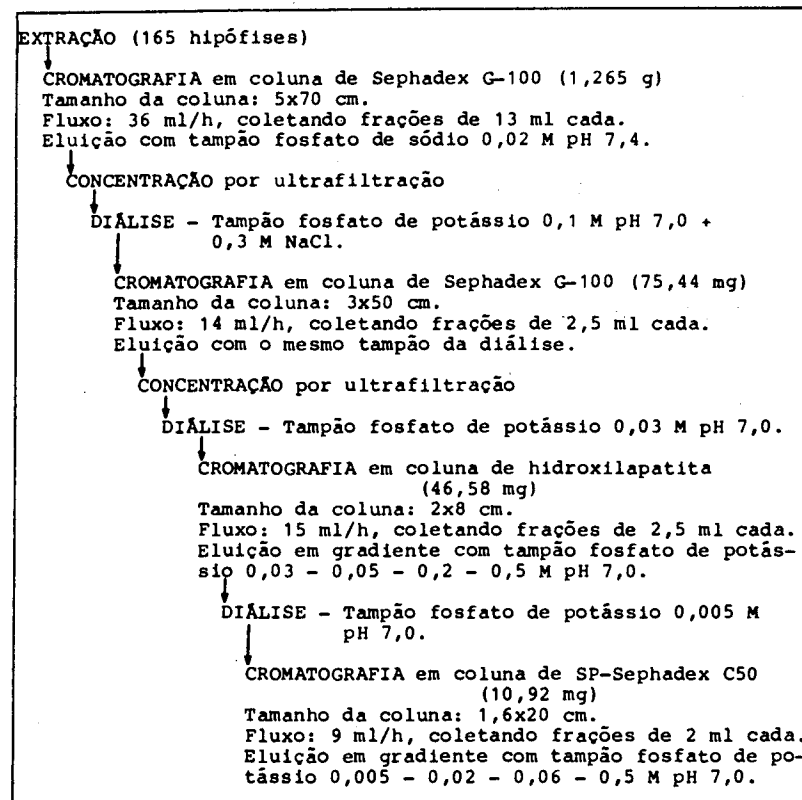 EXTRAÇÃO (165 hipófises)
CROMATOGRAFIA em coluna de Sephadex G-100 (1,265 g)
Tamanho da coluna: 5x70 cm.
Fluxo: 36 ml/h, coletando frações de 13 ml cada.
Eluição com tampão fosfato de sódio 0,02 M pH 7,4.
CONCENTRAÇÃO por ultrafiltração
DIÁLISE - Tampão fosfato de potássio 0,1 M pH 7,0 +
0,3 M NaCl.
CROMATOGRAFIA em coluna de Sephadex G-100 (75,44 mg)
Tamanho da coluna: 3x50 cm.
Fluxo: 14 ml/h, coletando frações de 2,5 ml cada.
Eluição com o mesmo tampão da diálise.
CONCENTRAÇÃO por ultrafiltração
DIÁLISE - Tampão fosfato de potássio 0,03 M pH 7,0.
CROMATOGRAFIA em coluna de hidroxilapatita
(46,58 mg)
Tamanho da coluna: 2x8 cm.
Fluxo: 15 ml/h, coletando frações de 2,5 ml cada.
Eluição em gradiente com tampão fosfato de potás-
sio 0,03 - 0,05 - 0,2 - 0,5 M pH 7,0.
DIÁLISE - Tampão fosfato de potássio 0,005 M
pH 7,0.
CROMATOGRAFIA em coluna de SP-Sephadex C50
(10,92 mg)
Tamanho da coluna: 1,6x20 cm.
Fluxo: 9 ml/h, coletando frações de 2 ml cada.
Eluição em gradiente com tampão fosfato de po-
tássio 0,005 - 0,02 - 0,06 - 0,5 M pH 7,0.